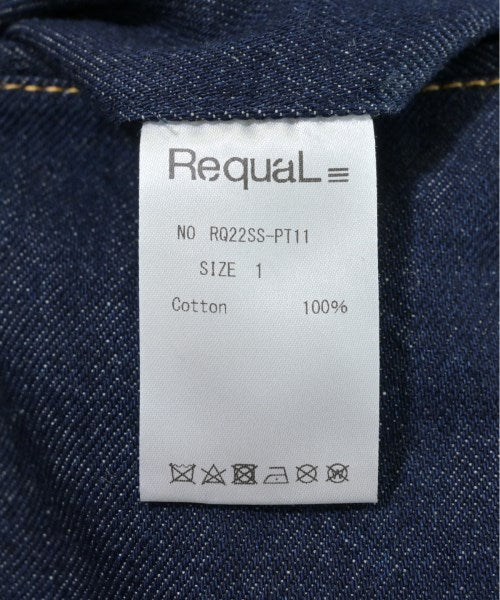 RequaL≡
NO RQ22SS-PT11
SIZE 1
Cotton 100%